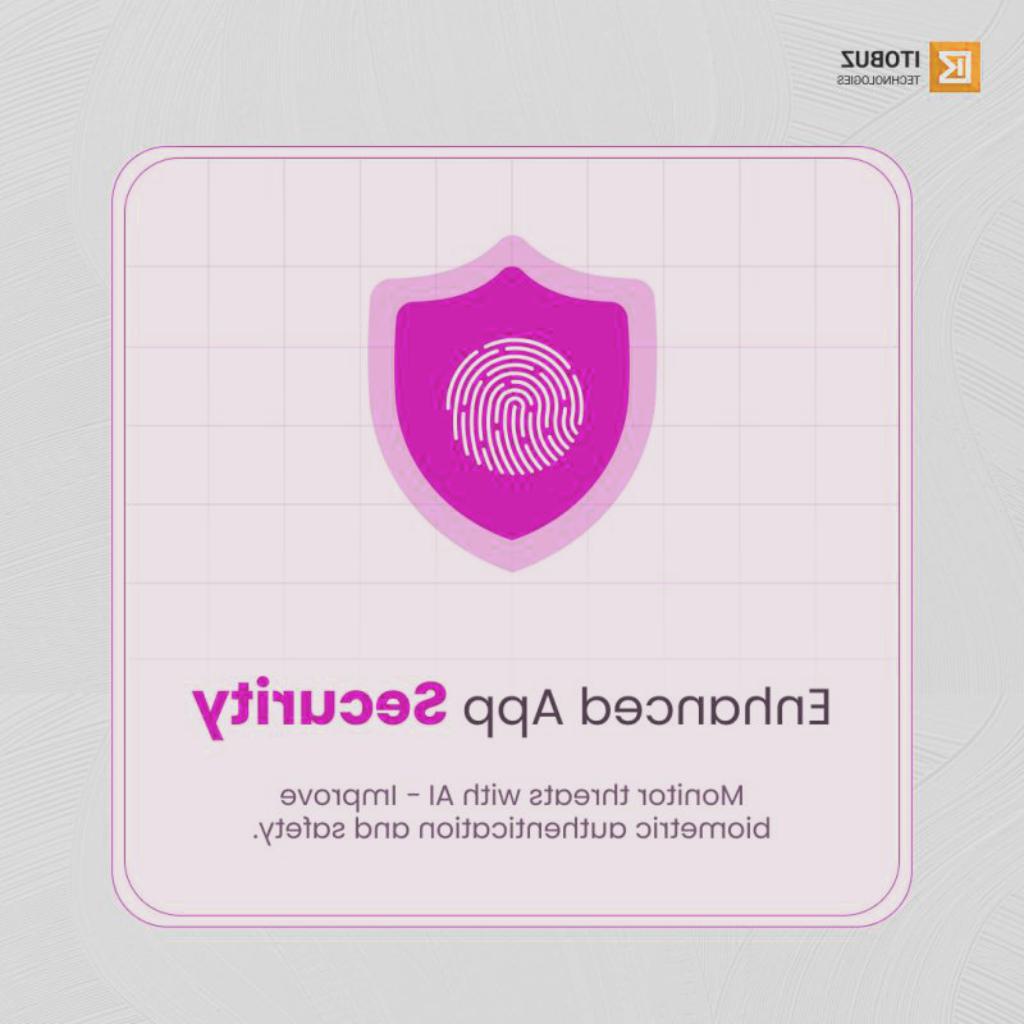 ITOBUZ
TECHNOLOGIES
Enhanced App Security
Monitor threats with AI - Improve
biometric authentication and safety.